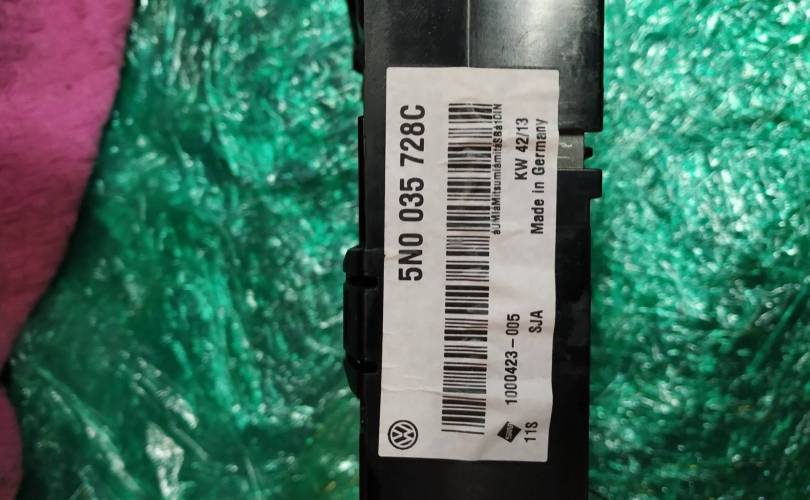 5N0 035 728C
KW 42/13
1000423-005
SJA
Made in Germany
11S